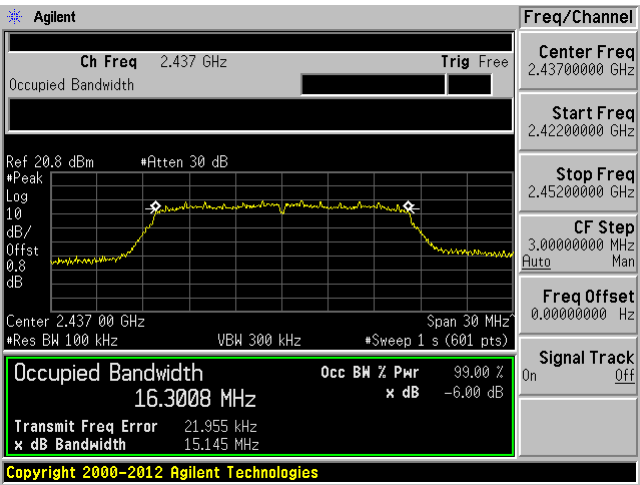 Agilent
Freq/Channel
Ch Freq 2.437 GHz Trig Free
Occupied Bandwidth
Center Freq
2.43700000 GHz
Start Freq
2.42200000 GHz
Stop Freq
2.45200000 GHz
CF Step
3.00000000 MHz
Auto Man
Freq Offset
0.00000000 Hz
Signal Track
On Off
Ref 20.8 dBm #Atten 30 dB
#Peak
Log
10
dB/
Offst
0.8
dB
Center 2.437 00 GHz Span 30 MHz^
#Res BW 100 kHz VBW 300 kHz #Sweep 1 s (601 pts)
Occupied Bandwidth Occ BW % Pwr 99.00 %
16.3008 MHz x dB -6.00 dB
Transmit Freq Error 21.955 kHz
x dB Bandwidth 15.145 MHz
Copyright 2000-2012 Agilent Technologies